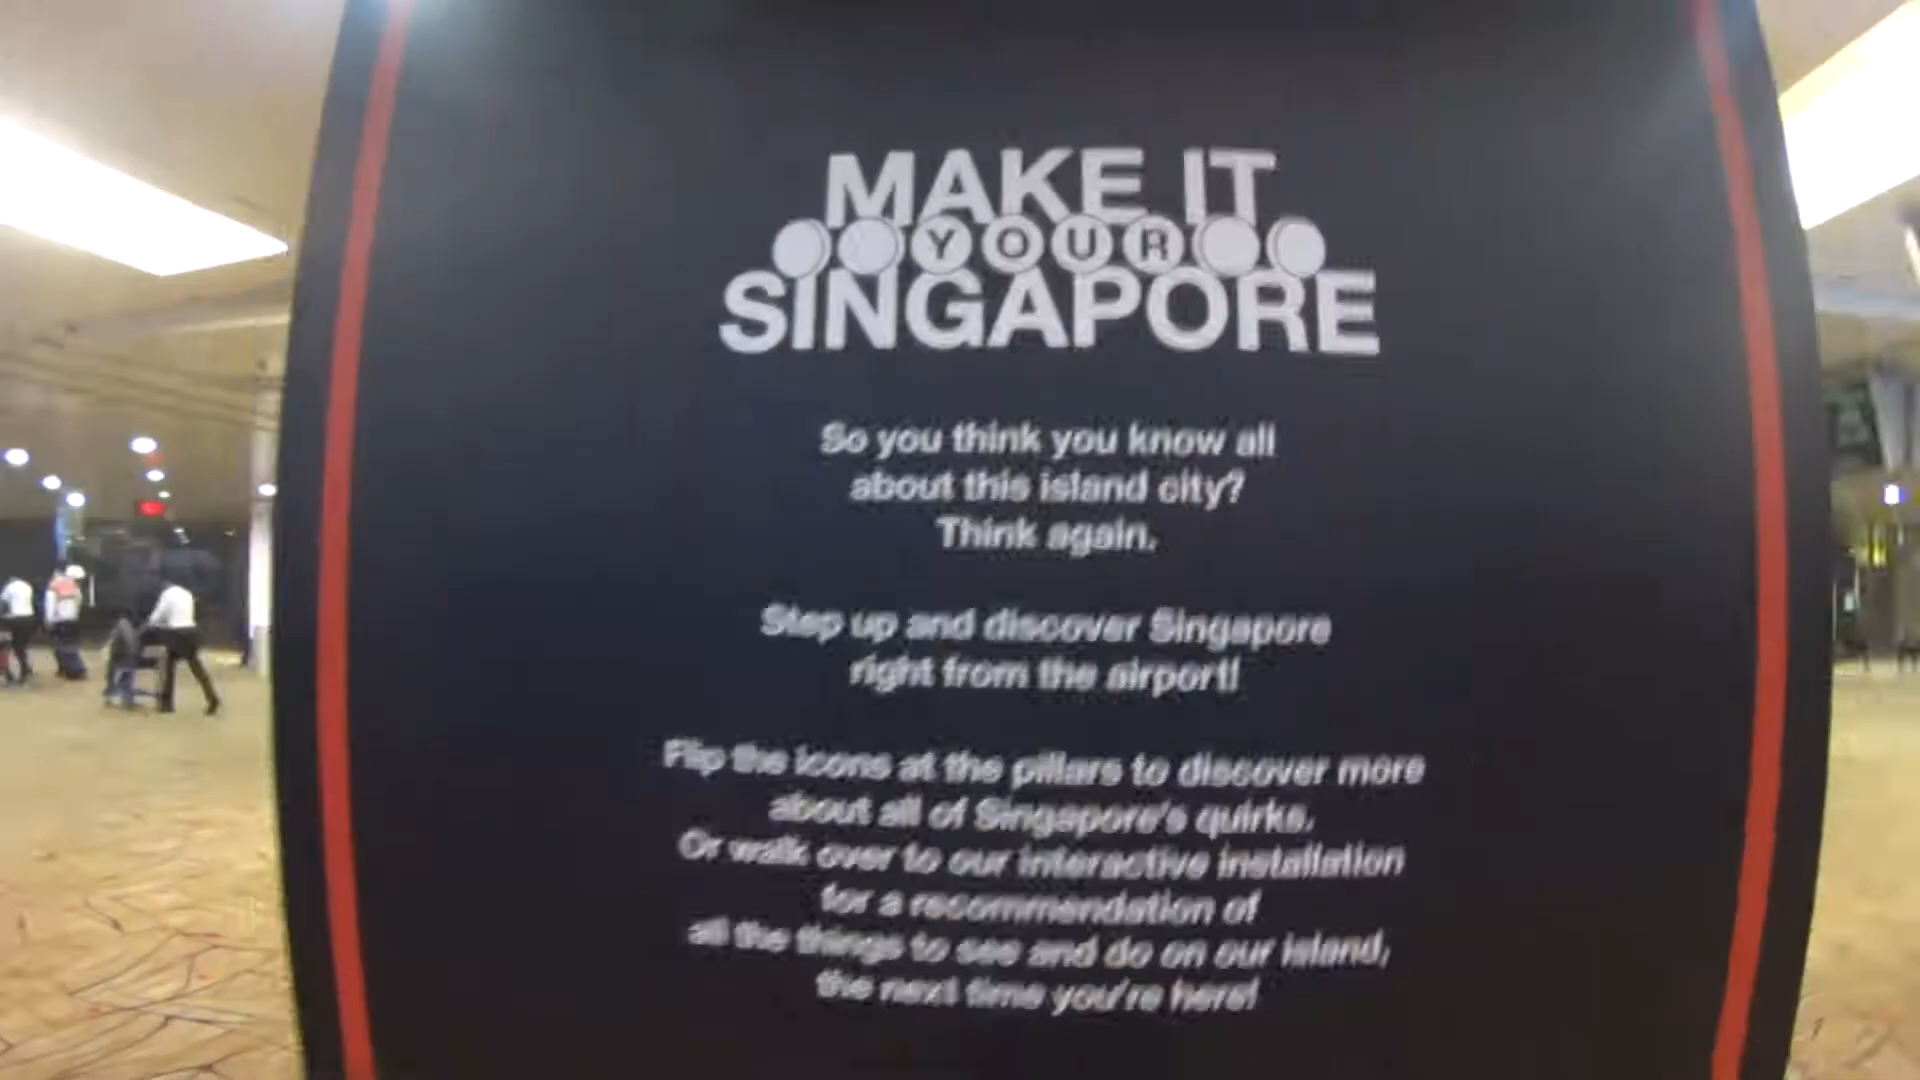 MAKE IT
YOUR
SINGAPORE
So you think you know all
about this island city?
Think again.
Step up and discover Singapore
right from the airport!
Flip the icons at the pillars to discover more
about all of Singapore's quirks.
Or walk over to our interactive installation
for a recommendation of
all the things to see and do on our island,
the next time you're here!